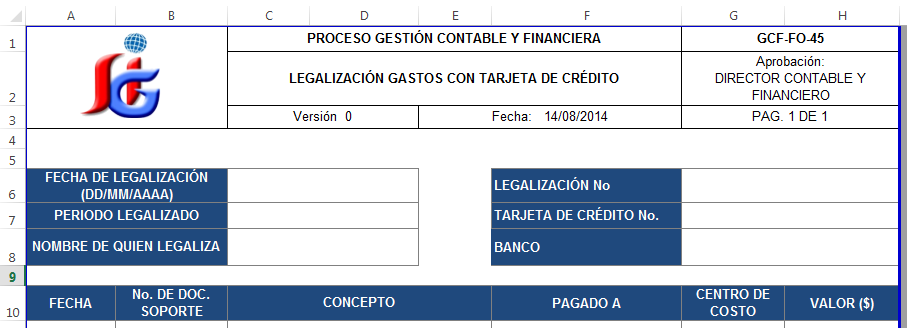 A B C D E F G H
1 PROCESO GESTIÓN CONTABLE Y FINANCIERA GCF-FO-45
LEGALIZACIÓN GASTOS CON TARJETA DE CRÉDITO
Aprobación:
DIRECTOR CONTABLE Y
FINANCIERO
2
3 Versión 0 Fecha: 14/08/2014 PAG. 1 DE 1
4
5
FECHA DE LEGALIZACIÓN
(DD/MM/AAAA)
6 LEGALIZACIÓN No
7 PERIODO LEGALIZADO TARJETA DE CRÉDITO No.
8 NOMBRE DE QUIEN LEGALIZA BANCO
9
10 FECHA
No. DE DOC.
SOPORTE
CONCEPTO
PAGADO A
CENTRO DE
COSTO
VALOR ($)